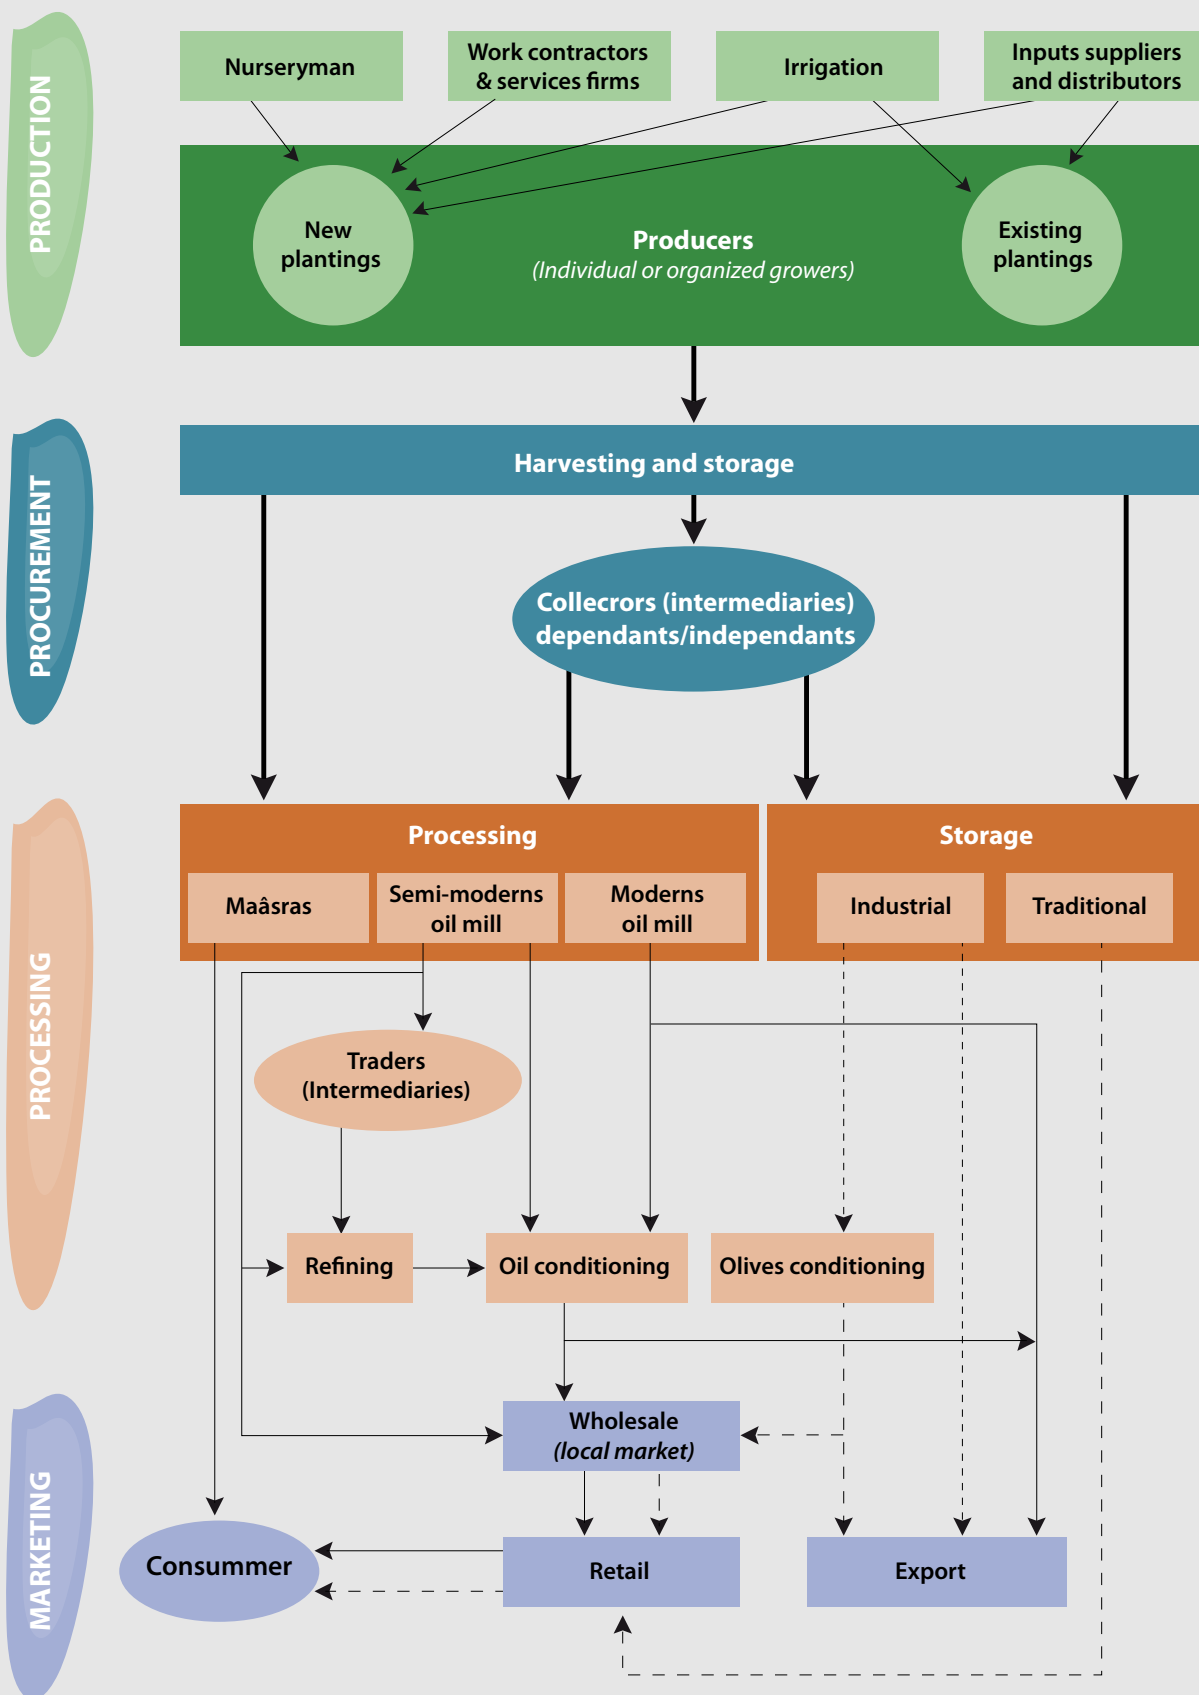 PRODUCTION
Nurseryman
Work contractors
& services firms
Irrigation
Inputs suppliers
and distributors
New
plantings
Producers
(Individual or organized growers)
Existing
plantings
PROCUREMENT
Harvesting and storage
Collecrors (intermediaries)
dependants/independants
PROCESSING
Processing
Storage
Maâsras
Semi-moderns
oil mill
Moderns
oil mill
Industrial
Traditional
Traders
(Intermediaries)
Refining
Oil conditioning
Olives conditioning
MARKETING
Wholesale
(local market)
Consummer
Retail
Export